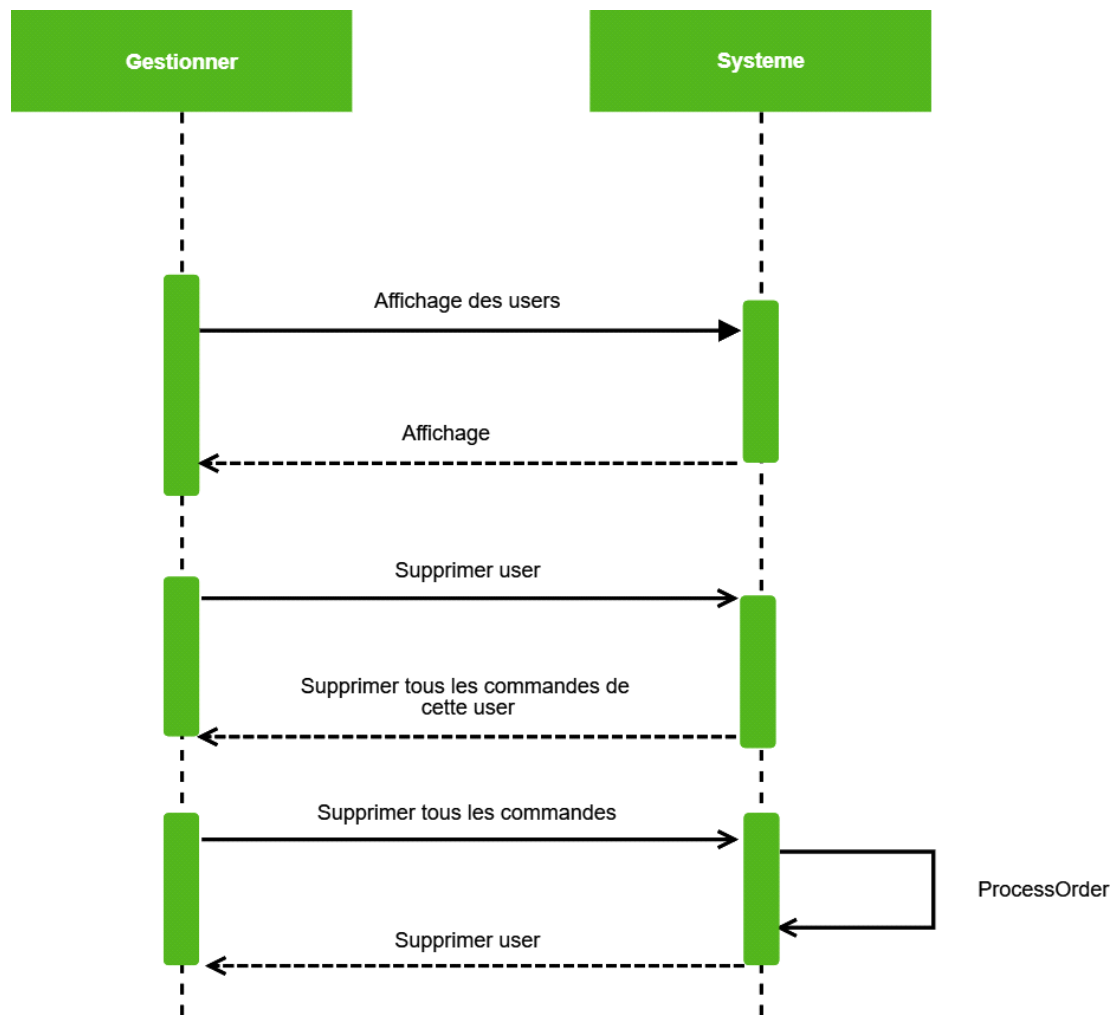 Gestionner
Systeme
Affichage des users
Affichage
Supprimer user
Supprimer tous les commandes de
cette user
Supprimer tous les commandes
ProcessOrder
Supprimer user